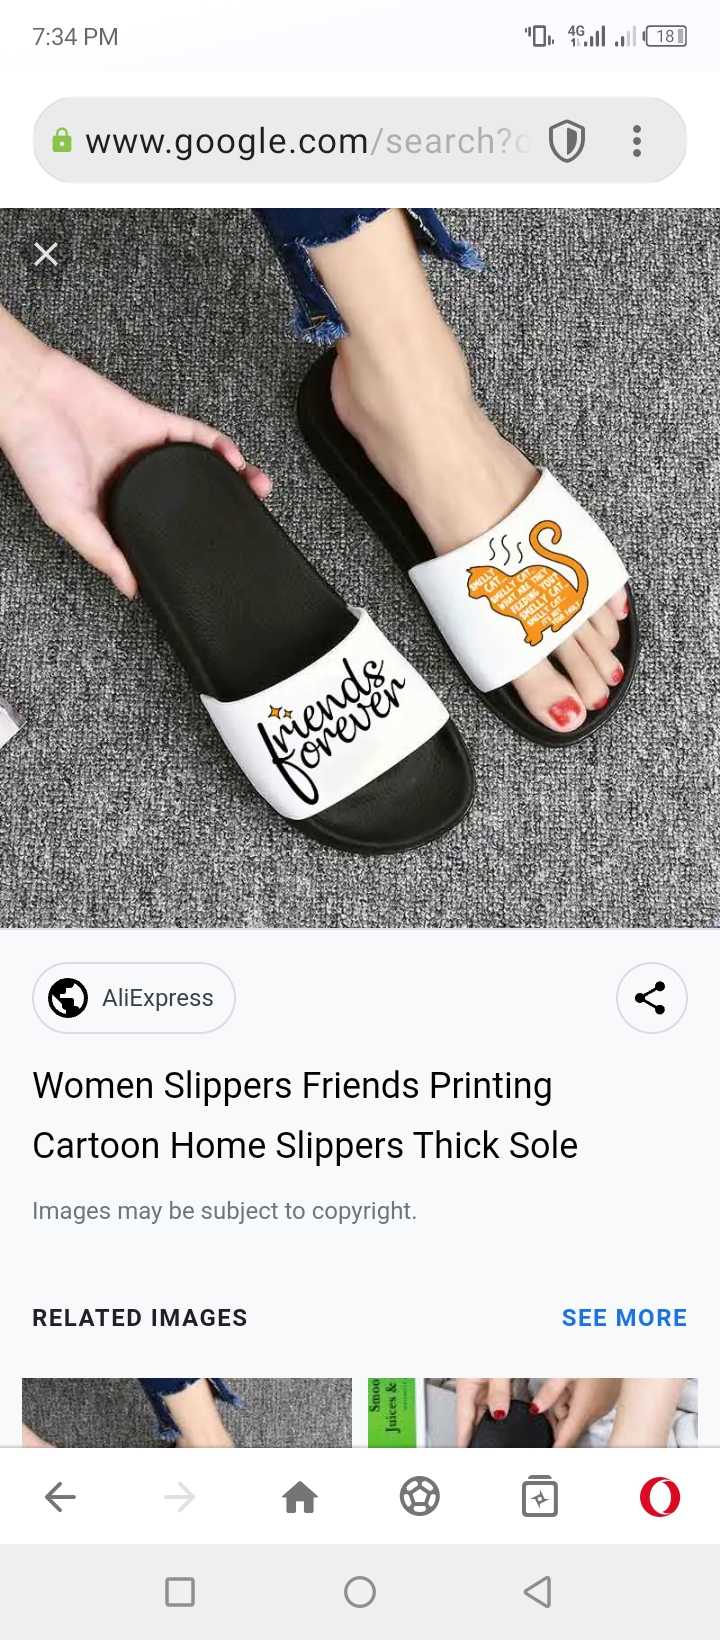 7:34 PM
4G
18
www.google.com/search?c
friends
forever
SMELLY
CAT...
SMELLY CAT...
WHAT ARE THEY
FEEDING YOU?
SMELLY CAT...
SMELLY CAT...
IT'S NOT
YOUR FAULT
AliExpress
Women Slippers Friends Printing
Cartoon Home Slippers Thick Sole
Images may be subject to copyright.
RELATED IMAGES
SEE MORE
Smoo
Juices &